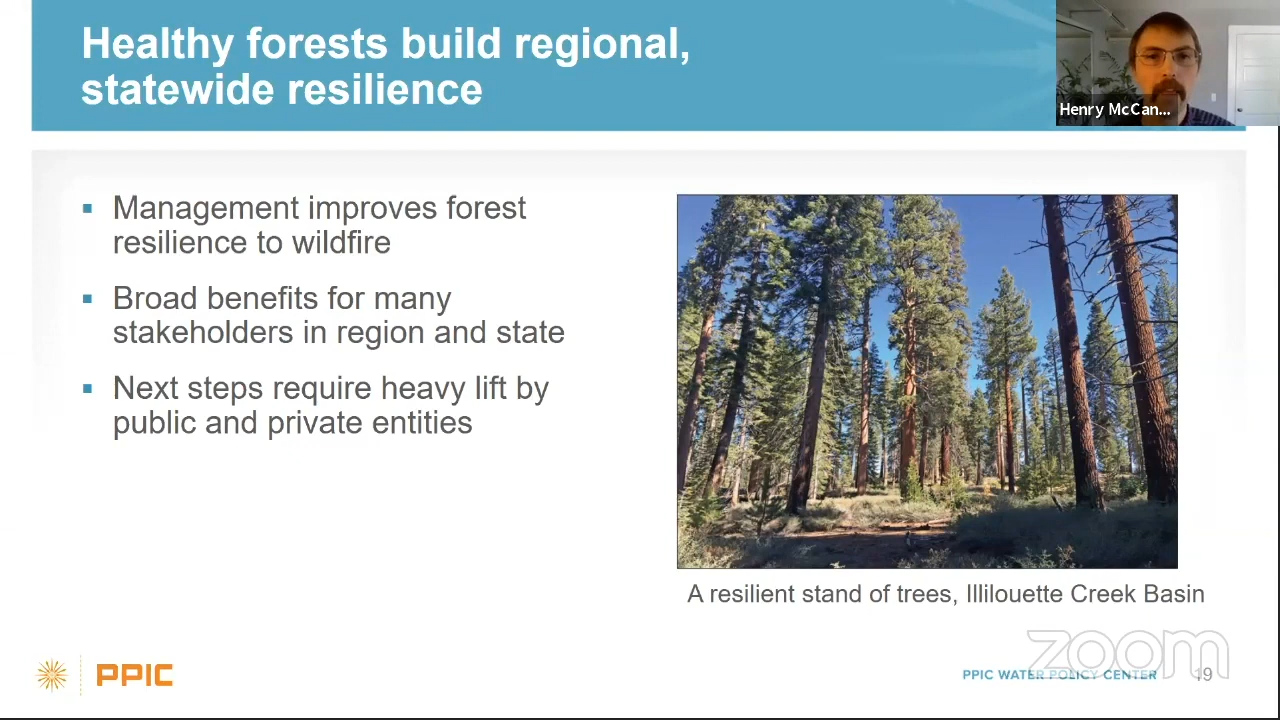 Healthy forests build regional,
statewide resilience
Henry McCan...
▪ Management improves forest
resilience to wildfire
▪ Broad benefits for many
stakeholders in region and state
▪ Next steps require heavy lift by
public and private entities
A resilient stand of trees, Illilouette Creek Basin
PPIC
PPIC WATER POLICY CENTER
19
zoom